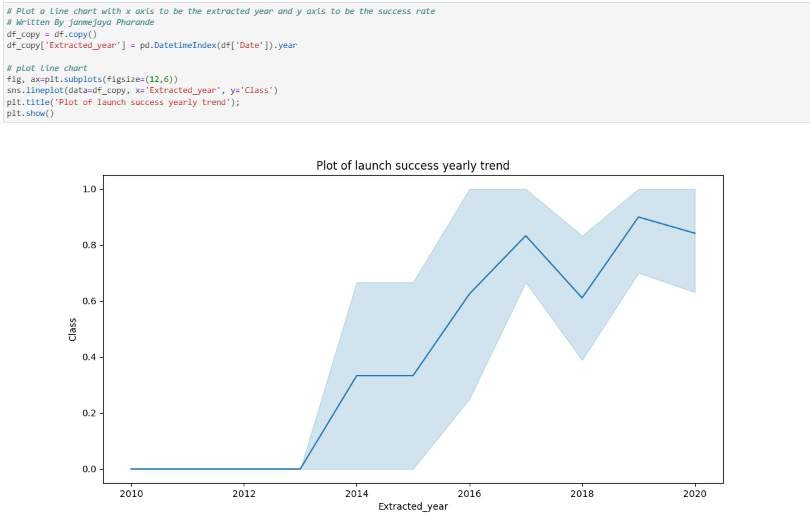 # Plot a line chart with x axis to be the extracted year and y axis to be the success rate
# Written By janmejaya Pharande
df_copy = df.copy()
df_copy['Extracted_year'] = pd.DatetimeIndex(df['Date']).year
# plot line chart
fig, ax=plt.subplots(figsize=(12,6))
sns.lineplot(data=df_copy, x='Extracted_year', y='Class')
plt.title('Plot of launch success yearly trend');
plt.show()
Plot of launch success yearly trend
1.0
0.8
0.6
0.4
0.2
0.0
Class
2010 2012 2014 2016 2018 2020
Extracted_year